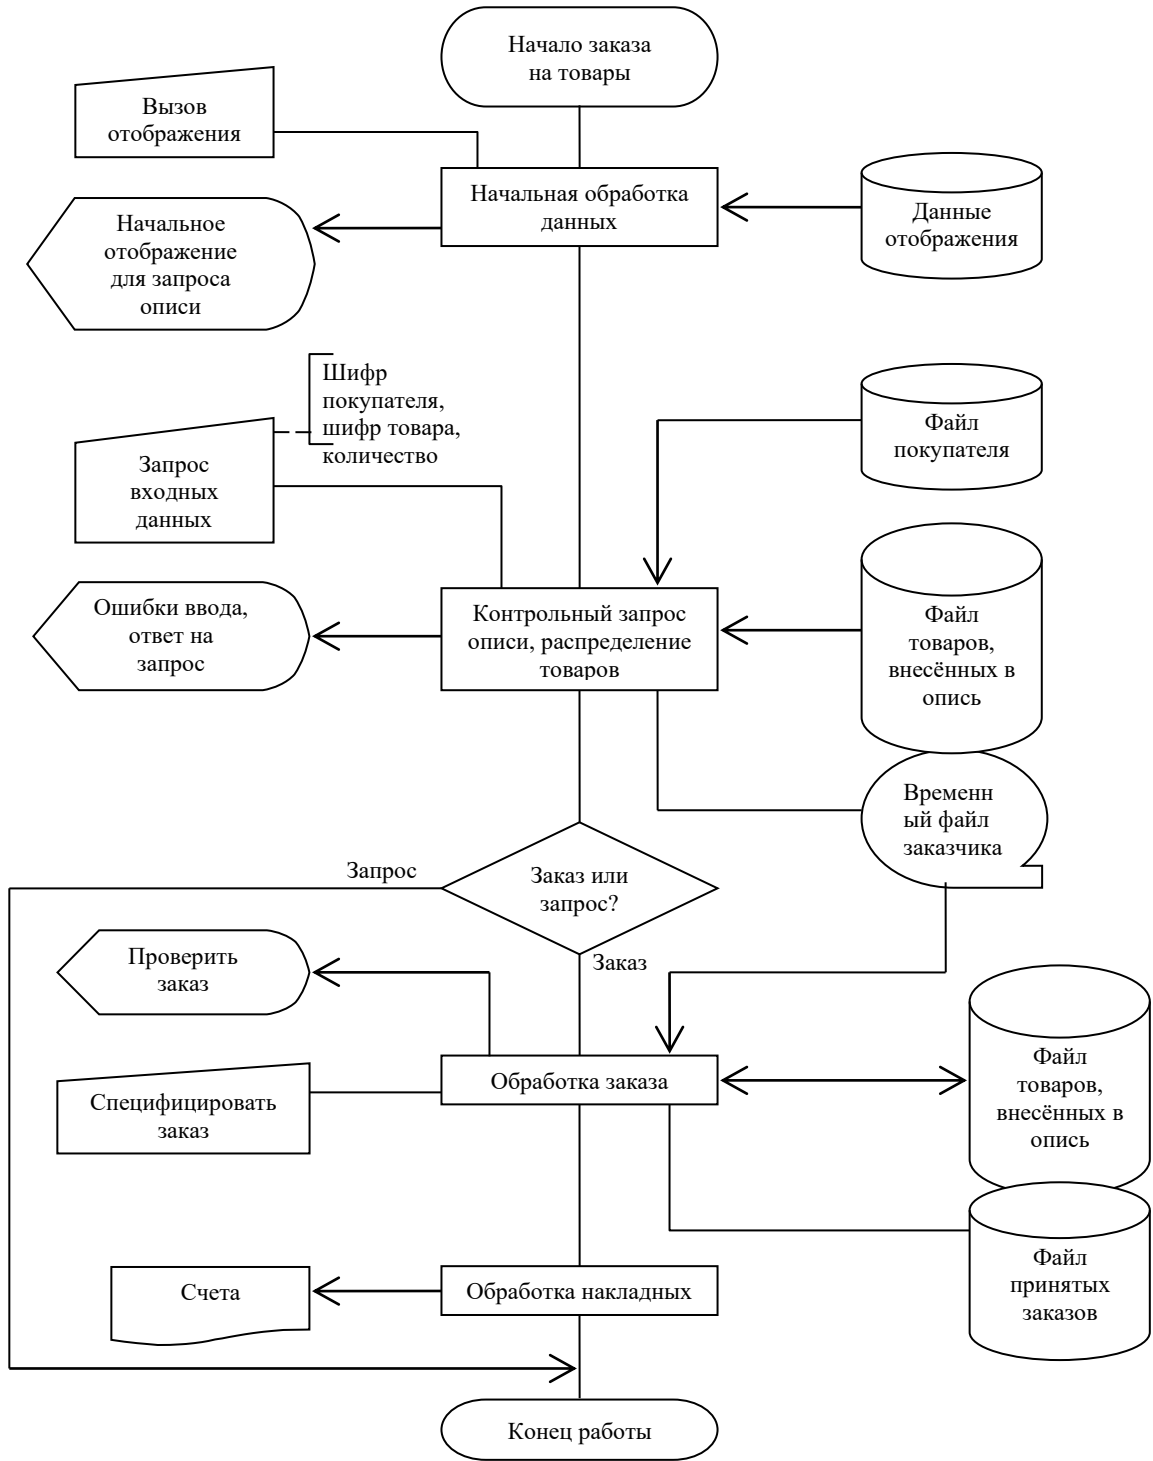 Начало заказа
на товары
Вызов
отображения
Начальная обработка
данных
Данные
отображения
Начальное
отображение
для запроса
описи
Шифр
покупателя,
шифр товара,
количество
Файл
покупателя
Запрос
входных
данных
Ошибки ввода,
ответ на
запрос
Контрольный запрос
описи, распределение
товаров
Файл
товаров,
внесённых в
опись
Временн
ый файл
заказчика
Запрос
Заказ или
запрос?
Заказ
Проверить
заказ
Обработка заказа
Файл
товаров,
внесённых в
опись
Специфицировать
заказ
Счета
Обработка накладных
Файл
принятых
заказов
Конец работы